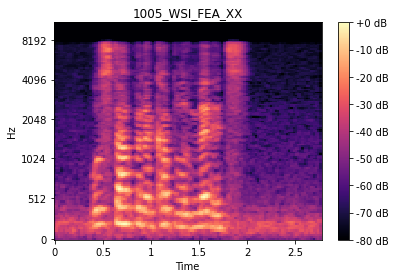 1005_WSI_FEA_XX
+0 dB
8192
-10 dB
4096
-20 dB
-30 dB
2048
-40 dB
Hz
1024
-50 dB
512
-60 dB
-70 dB
0
-80 dB
0 0.5 1 1.5 2 2.5
Time